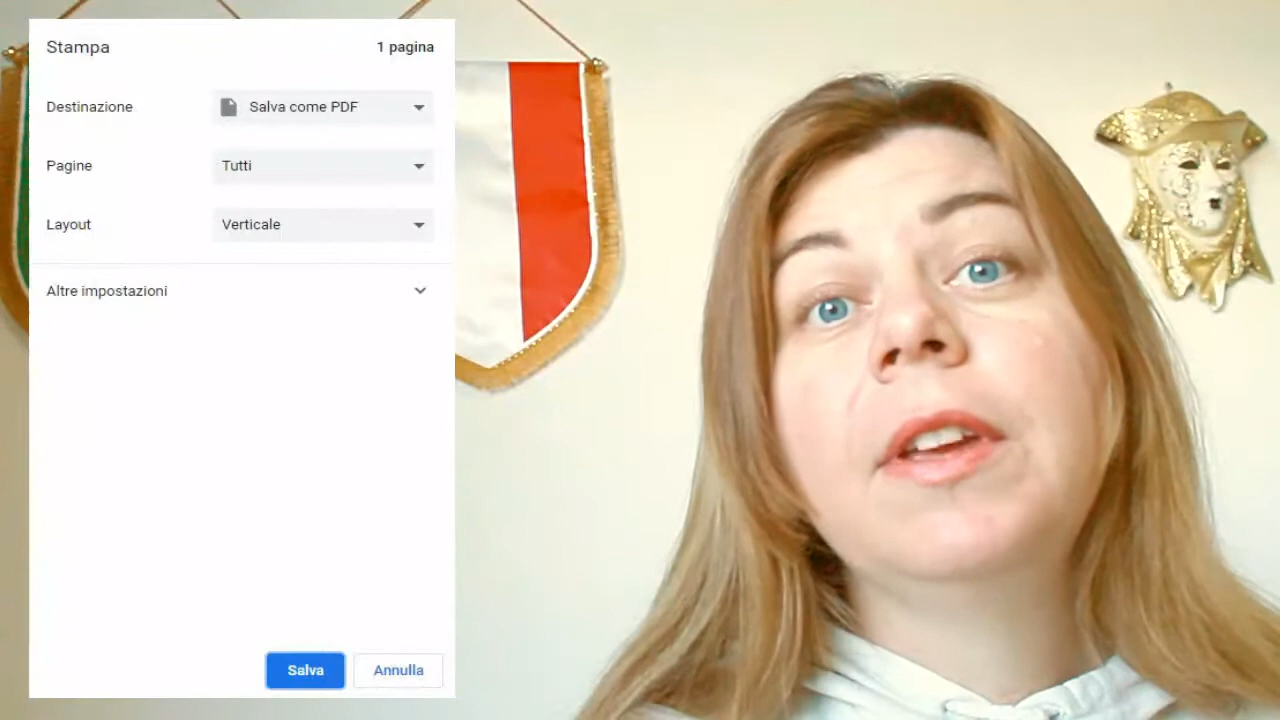 Stampa 1 pagina
Destinazione Salva come PDF
Pagine Tutti
Layout Verticale
Altre impostazioni
Salva Annulla